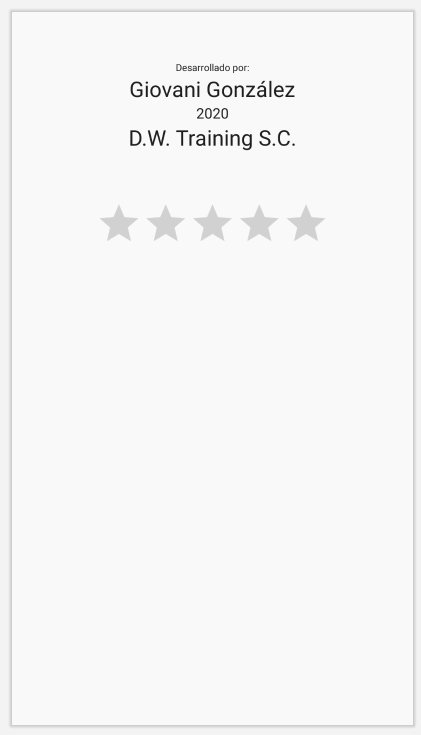 Desarrollado por:
Giovani González
2020
D.W. Training S.C.